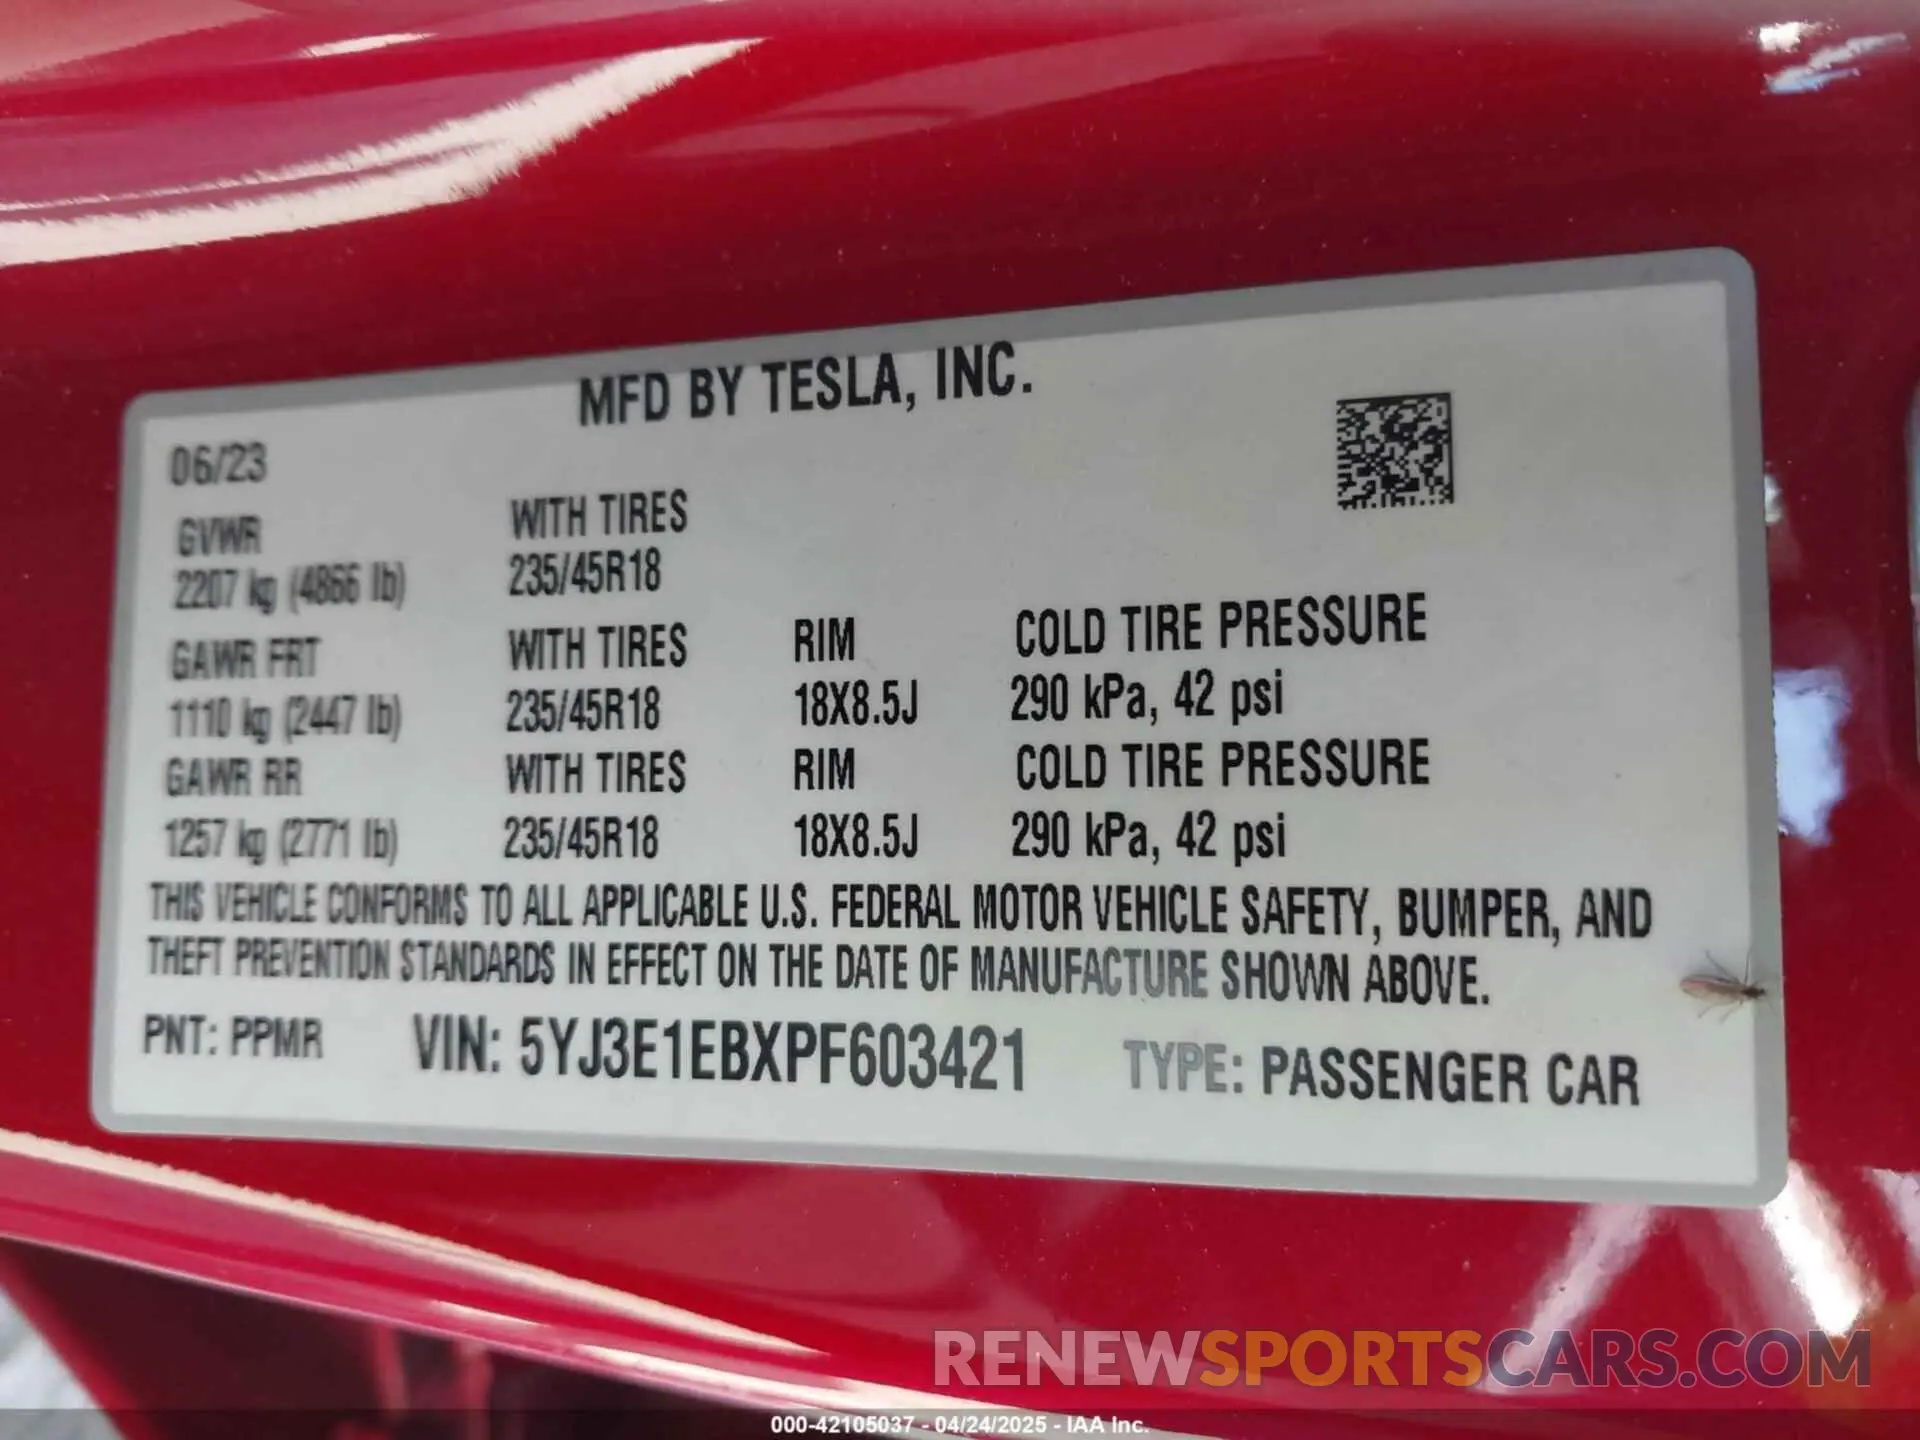 MFD BY TESLA, INC.
06/23
GVWR WITH TIRES
2207 kg (4866 lb) 235/45R18
GAWR FRT WITH TIRES RIM COLD TIRE PRESSURE
1110 kg (2447 lb) 235/45R18 18X8.5J 290 kPa, 42 psi
GAWR RR WITH TIRES RIM COLD TIRE PRESSURE
1257 kg (2771 lb) 235/45R18 18X8.5J 290 kPa, 42 psi
THIS VEHICLE CONFORMS TO ALL APPLICABLE U.S. FEDERAL MOTOR VEHICLE SAFETY, BUMPER, AND
THEFT PREVENTION STANDARDS IN EFFECT ON THE DATE OF MANUFACTURE SHOWN ABOVE.
PNT: PPMR VIN: 5YJ3E1EBXPF603421 TYPE: PASSENGER CAR
RENEWSPORTSCARS.COM
000-42105037 - 04/24/2025 - IAA Inc.